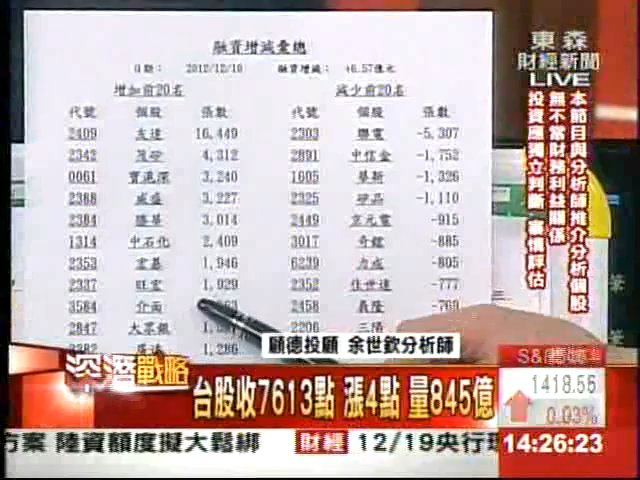 融資增減彙總
日期： 2012/12/10 融資增減： +6.57億元
增加前20名 減少前20名
代號 個股 張數 代號 個股 張數
2409 友達 16,449 2303 聯電 -5,307
2342 茂矽 4,312 2891 中信金 -1,752
0061 寶滬深 3,240 1605 華新 -1,326
2388 威盛 3,227 2325 矽品 -1,110
2384 勝華 3,014 2449 京元電 -915
1314 中石化 2,409 3017 奇鋐 -885
2353 宏碁 1,946 6239 力成 -805
2337 旺宏 1,929 2352 佳世達 -777
3584 介面 2458 義隆 -769
2847 大眾銀 2206 三陽
1,286
東森
財經新聞
LIVE
本節目與分析師推介分析個股
無不當財務利益關係
投資應獨立判斷 審慎評估
顧德投顧 余世欽分析師
深潛戰略
台股收7613點 漲4點 量845億
1418.55
0.03%
方案 陸資額度擬大鬆綁 財經 12/19央行理
14:26:23